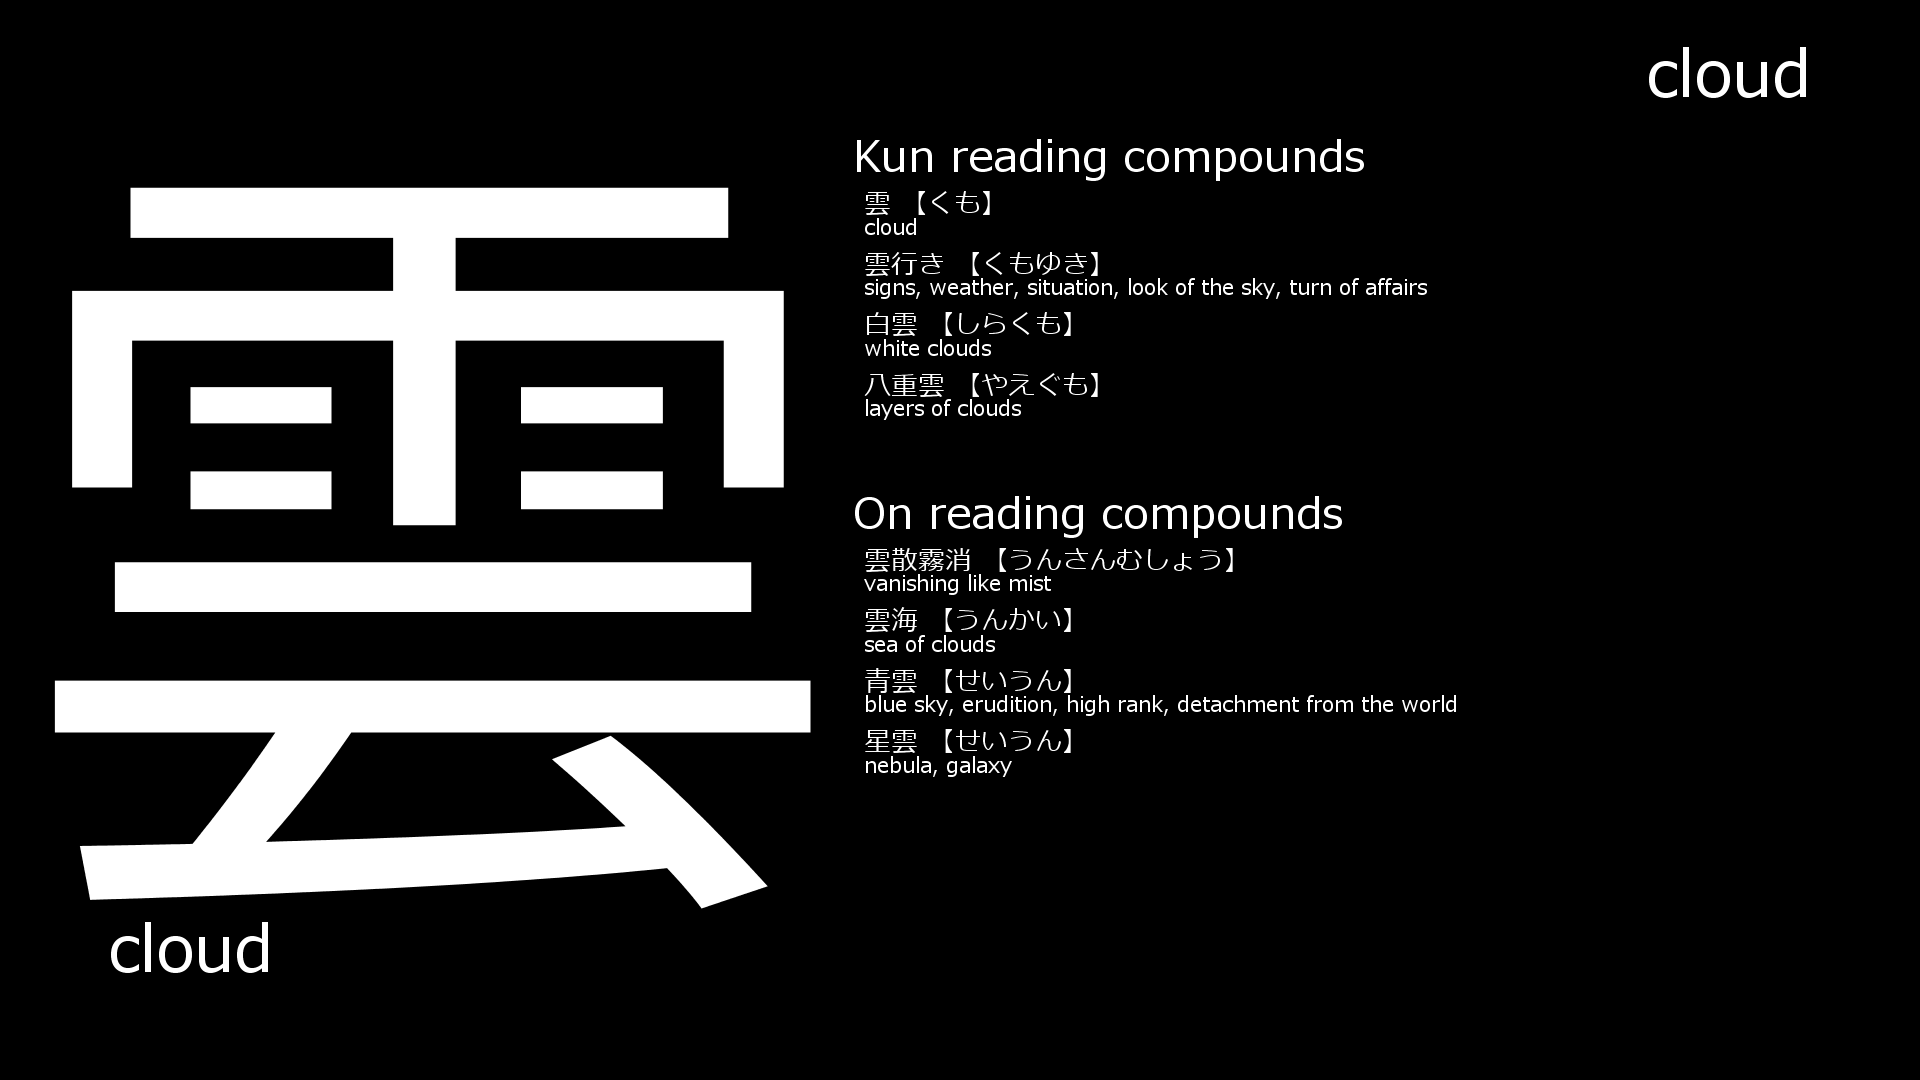 cloud
雲
cloud
Kun reading compounds
雲 【くも】
cloud
雲行き 【くもゆき】
signs, weather, situation, look of the sky, turn of affairs
白雲 【しらくも】
white clouds
八重雲 【やえぐも】
layers of clouds
On reading compounds
雲散霧消 【うんさんむしょう】
vanishing like mist
雲海 【うんかい】
sea of clouds
青雲 【せいうん】
blue sky, erudition, high rank, detachment from the world
星雲 【せいうん】
nebula, galaxy